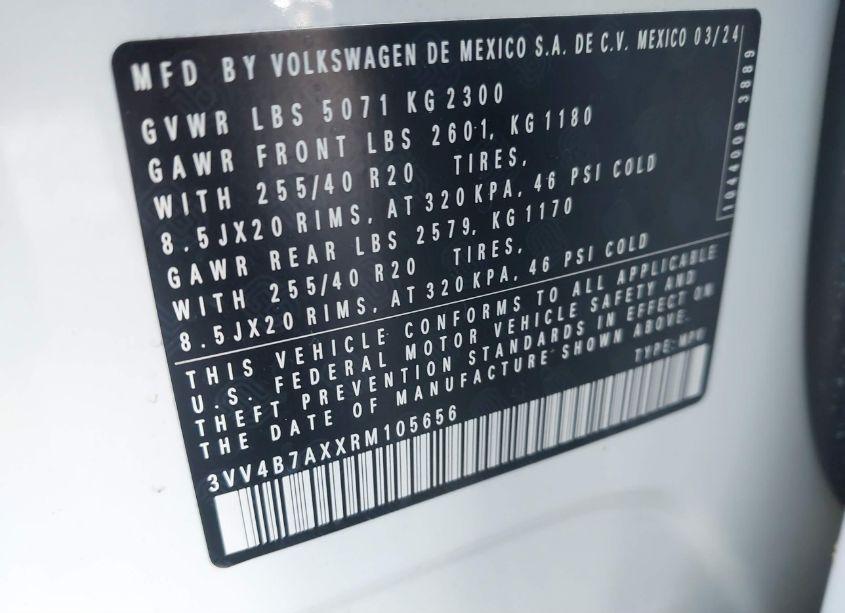 MFD BY VOLKSWAGEN DE MEXICO S.A. DE C.V. MEXICO 03/24
GVWR LBS 5071 KG 2300
GAWR FRONT LBS 2601, KG 1180
WITH 255/40 R20 TIRES,
8.5JX20 RIMS, AT 320 KPA, 46 PSI COLD
GAWR REAR LBS 2579, KG 1170
WITH 255/40 R20 TIRES,
8.5JX20 RIMS, AT 320 KPA, 46 PSI COLD
1044009 3889
THIS VEHICLE CONFORMS TO ALL APPLICABLE
U.S. FEDERAL MOTOR VEHICLE SAFETY AND
THEFT PREVENTION STANDARDS IN EFFECT ON
THE DATE OF MANUFACTURE SHOWN ABOVE.
TYPE: MPV
3VV4B7AXXRM105656